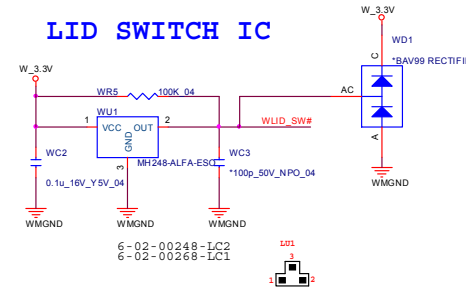 LID SWITCH IC
W_3.3V
W_3.3V
WD1
C
*BAV99 RECTIFI
AC
A
WMGND
WR5
100K_04
WU1
1
VCC
OUT
2
GND
3
MH248-ALFA-ESO
WLID_SW#
WC2
0.1u_16V_Y5V_04
WC3
*100p_50V_NPO_04
WMGND
WMGND
WMGND
6-02-00248-LC2
6-02-00268-LC1
LU1
3
1
2